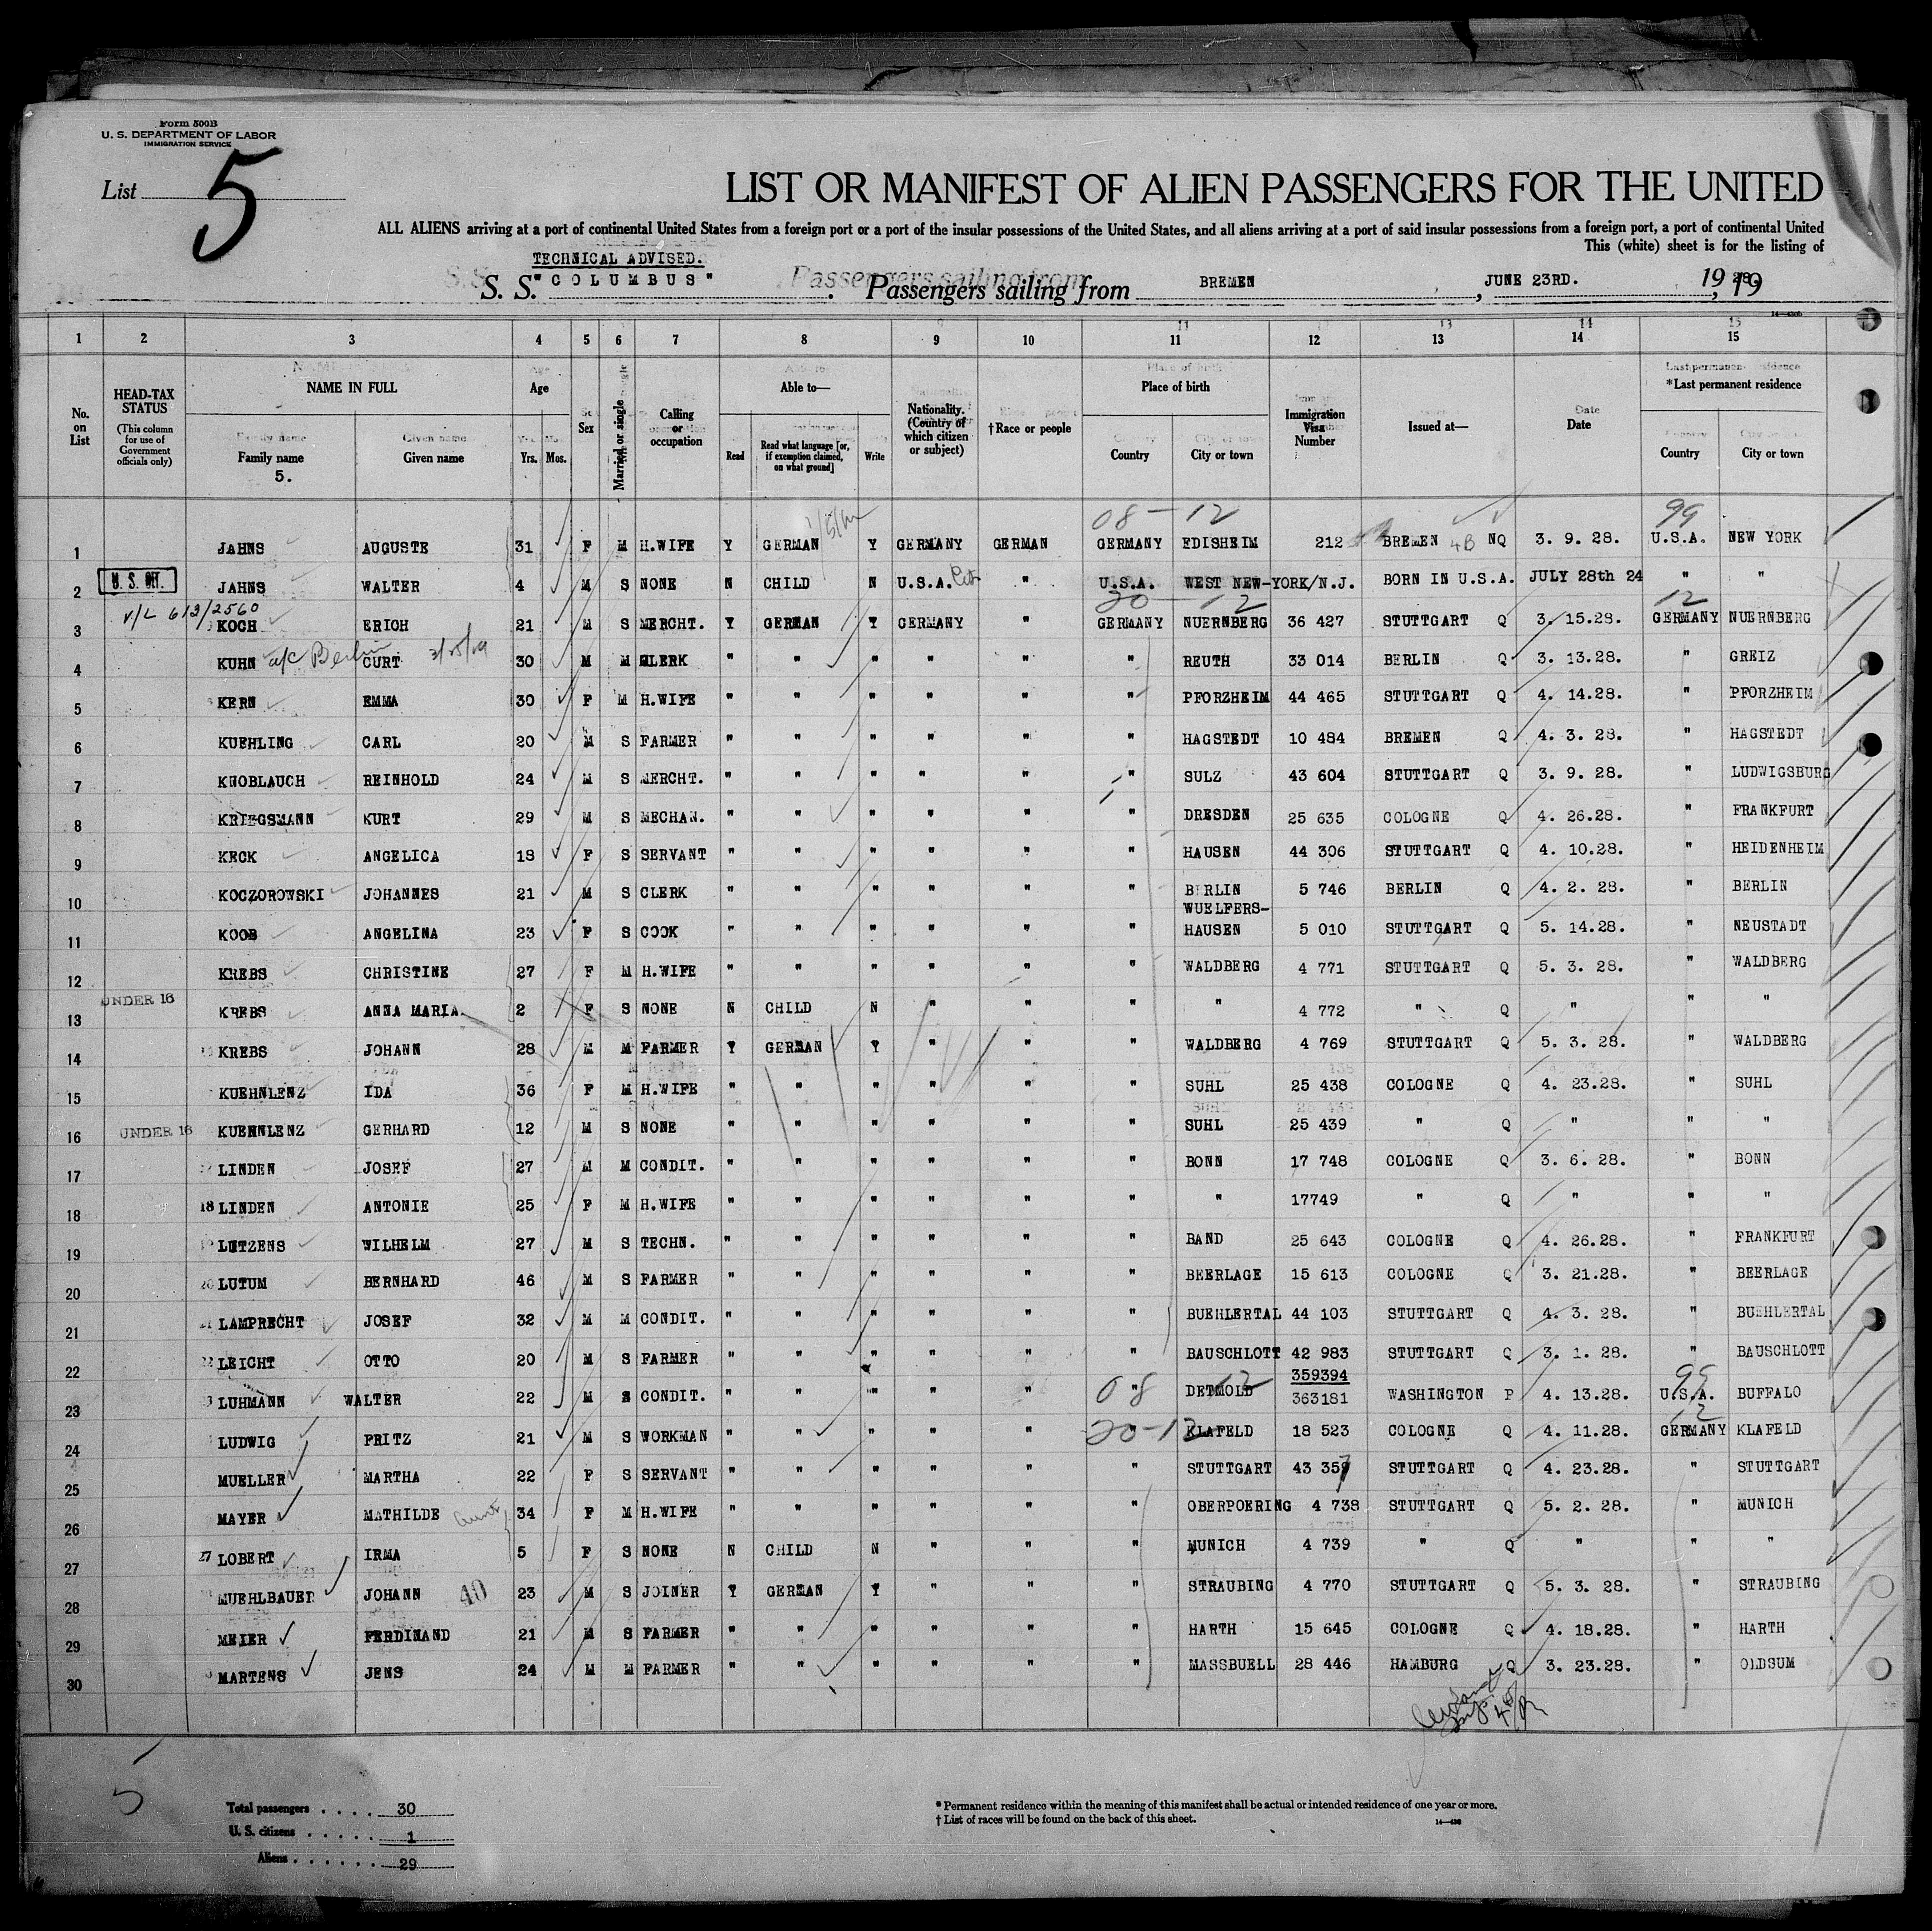 Form 500B
U. S. DEPARTMENT OF LABOR
IMMIGRATION SERVICE
List 5
LIST OR MANIFEST OF ALIEN PASSENGERS FOR THE UNITED
ALL ALIENS arriving at a port of continental United States from a foreign port or a port of the insular possessions of the United States, and all aliens arriving at a port of said insular possessions from a foreign port, a port of continental United
This (white) sheet is for the listing of
TECHNICAL ADVISED.
S. S. "COLUMBUS" Passengers sailing from BREMEN, JUNE 23RD. , 19 28.
1 2 3 4 5 6 7 8 9 10 11 12 13 14 15
No. on List
HEAD-TAX STATUS (This column for use of Government officials only)
NAME IN FULL Family name Given name
5.
Age Yrs. Mos.
Sex
Married or single
Calling or occupation
Able to— Read Read what language [or, if exemption claimed, on what ground] Write
Nationality. (Country of which citizen or subject)
†Race or people
Place of birth Country City or town
Immigration Visa Number
Issued at—
Date
*Last permanent residence Country City or town
08 - 12 99
1 JAHNS AUGUSTE 31 F M H.WIFE Y GERMAN Y GERMANY GERMAN GERMANY EDISHEIM 212 BREMEN NQ 3. 9. 28. U.S.A. NEW YORK
2 U. S. CIT. JAHNS WALTER 4 M S NONE N CHILD N U.S.A. " U.S.A. WEST NEW-YORK/N.J. BORN IN U.S.A. JULY 28th 24 " "
V/L 613/2560 20 - 12 12
3 KOCH ERICH 21 M S MERCHT. Y GERMAN Y GERMANY " GERMANY NUERNBERG 36 427 STUTTGART Q 3. 15.28. GERMANY NUERNBERG
4 KUHN a/c Berlin CURT 30 M M CLERK " " " " " " REUTH 33 014 BERLIN Q 3. 13.28. " GREIZ
5 KERN EMMA 30 F M H.WIFE " " " " " " PFORZHEIM 44 465 STUTTGART Q 4. 14.28. " PFORZHEIM
6 KUEHLING CARL 20 M S FARMER " " " " " " HAGSTEDT 10 484 BREMEN Q 4. 3. 28. " HAGSTEDT
7 KNOBLAUCH REINHOLD 24 M S MERCHT. " " " " " " SULZ 43 604 STUTTGART Q 3. 9. 28. " LUDWIGSBURG
8 KRIEGSMANN KURT 29 M S MECHAN. " " " " " " DRESDEN 25 635 COLOGNE Q 4. 26.28. " FRANKFURT
9 KECK ANGELICA 18 F S SERVANT " " " " " " HAUSEN 44 306 STUTTGART Q 4. 10.28. " HEIDENHEIM
10 KOCZOROWSKI JOHANNES 21 M S CLERK " " " " " " BERLIN 5 746 BERLIN Q 4. 2. 28. " BERLIN
11 KOOB ANGELINA 23 F S COOK " " " " " " WUELFERS-HAUSEN 5 010 STUTTGART Q 5. 14.28. " NEUSTADT
12 KREBS CHRISTINE 27 F M H.WIFE " " " " " " WALDBERG 4 771 STUTTGART Q 5. 3. 28. " WALDBERG
13 UNDER 16 KREBS ANNA MARIA. 2 F S NONE N CHILD N " " " " 4 772 " Q " " "
14 KREBS JOHANN 28 M M FARMER Y GERMAN Y " " " WALDBERG 4 769 STUTTGART Q 5. 3. 28. " WALDBERG
15 KUEHNLENZ IDA 36 F M H.WIFE " " " " " " SUHL 25 438 COLOGNE Q 4. 23.28. " SUHL
16 UNDER 16 KUEHNLENZ GERHARD 12 M S NONE " " " " " " SUHL 25 439 " Q " " "
17 LINDEN JOSEF 27 M M CONDIT. " " " " " " BONN 17 748 COLOGNE Q 3. 6. 28. " BONN
18 18 LINDEN ANTONIE 25 F M H.WIFE " " " " " " " 17749 " Q " " "
19 LUTZENS WILHELM 27 M S TECHN. " " " " " " BAND 25 643 COLOGNE Q 4. 26.28. " FRANKFURT
20 20 LUTUM BERNHARD 46 M S FARMER " " " " " " BEERLAGE 15 613 COLOGNE Q 3. 21.28. " BEERLAGE
21 21 LAMPRECHT JOSEF 32 M M CONDIT. " " " " " " BUEHLERTAL 44 103 STUTTGART Q 4. 3. 28. " BUEHLERTAL
22 22 LEICHT OTTO 20 M S FARMER " " " " " " BAUSCHLOTT 42 983 STUTTGART Q 3. 1. 28. " BAUSCHLOTT
359394 08 12 99
23 LUHMANN WALTER 22 M S CONDIT. " " " " " " DETMOLD 363181 WASHINGTON P 4. 13.28. U.S.A. BUFFALO
20-12 12
24 LUDWIG FRITZ 21 M S WORKMAN " " " " " KLAFELD 18 523 COLOGNE Q 4. 11.28. GERMANY KLAFELD
25 MUELLER MARTHA 22 F S SERVANT " " " " " " STUTTGART 43 357 STUTTGART Q 4. 23.28. " STUTTGART
26 MAYER MATHILDE Aunt 34 F M H.WIFE " " " " " " OBERPOERING 4 738 STUTTGART Q 5. 2. 28. " MUNICH
27 27 LOBERT IRMA 5 F S NONE N CHILD N " " " MUNICH 4 739 " Q " " "
28 MUEHLBAUER JOHANN 40 23 M S JOINER Y GERMAN Y " " " STRAUBING 4 770 STUTTGART Q 5. 3. 28. " STRAUBING
29 MEIER FERDINAND 21 M S FARMER " " " " " " HARTH 15 645 COLOGNE Q 4. 18.28. " HARTH
30 MARTENS JENS 24 M M FARMER " " " " " " MASSBUELL 28 446 HAMBURG Q 3. 23.28. " OLDSUM
Total passengers . . . . 30
U. S. citizens . . . . . 1
Aliens . . . . . . 29
*Permanent residence within the meaning of this manifest shall be actual or intended residence of one year or more.
†List of races will be found on the back of this sheet.